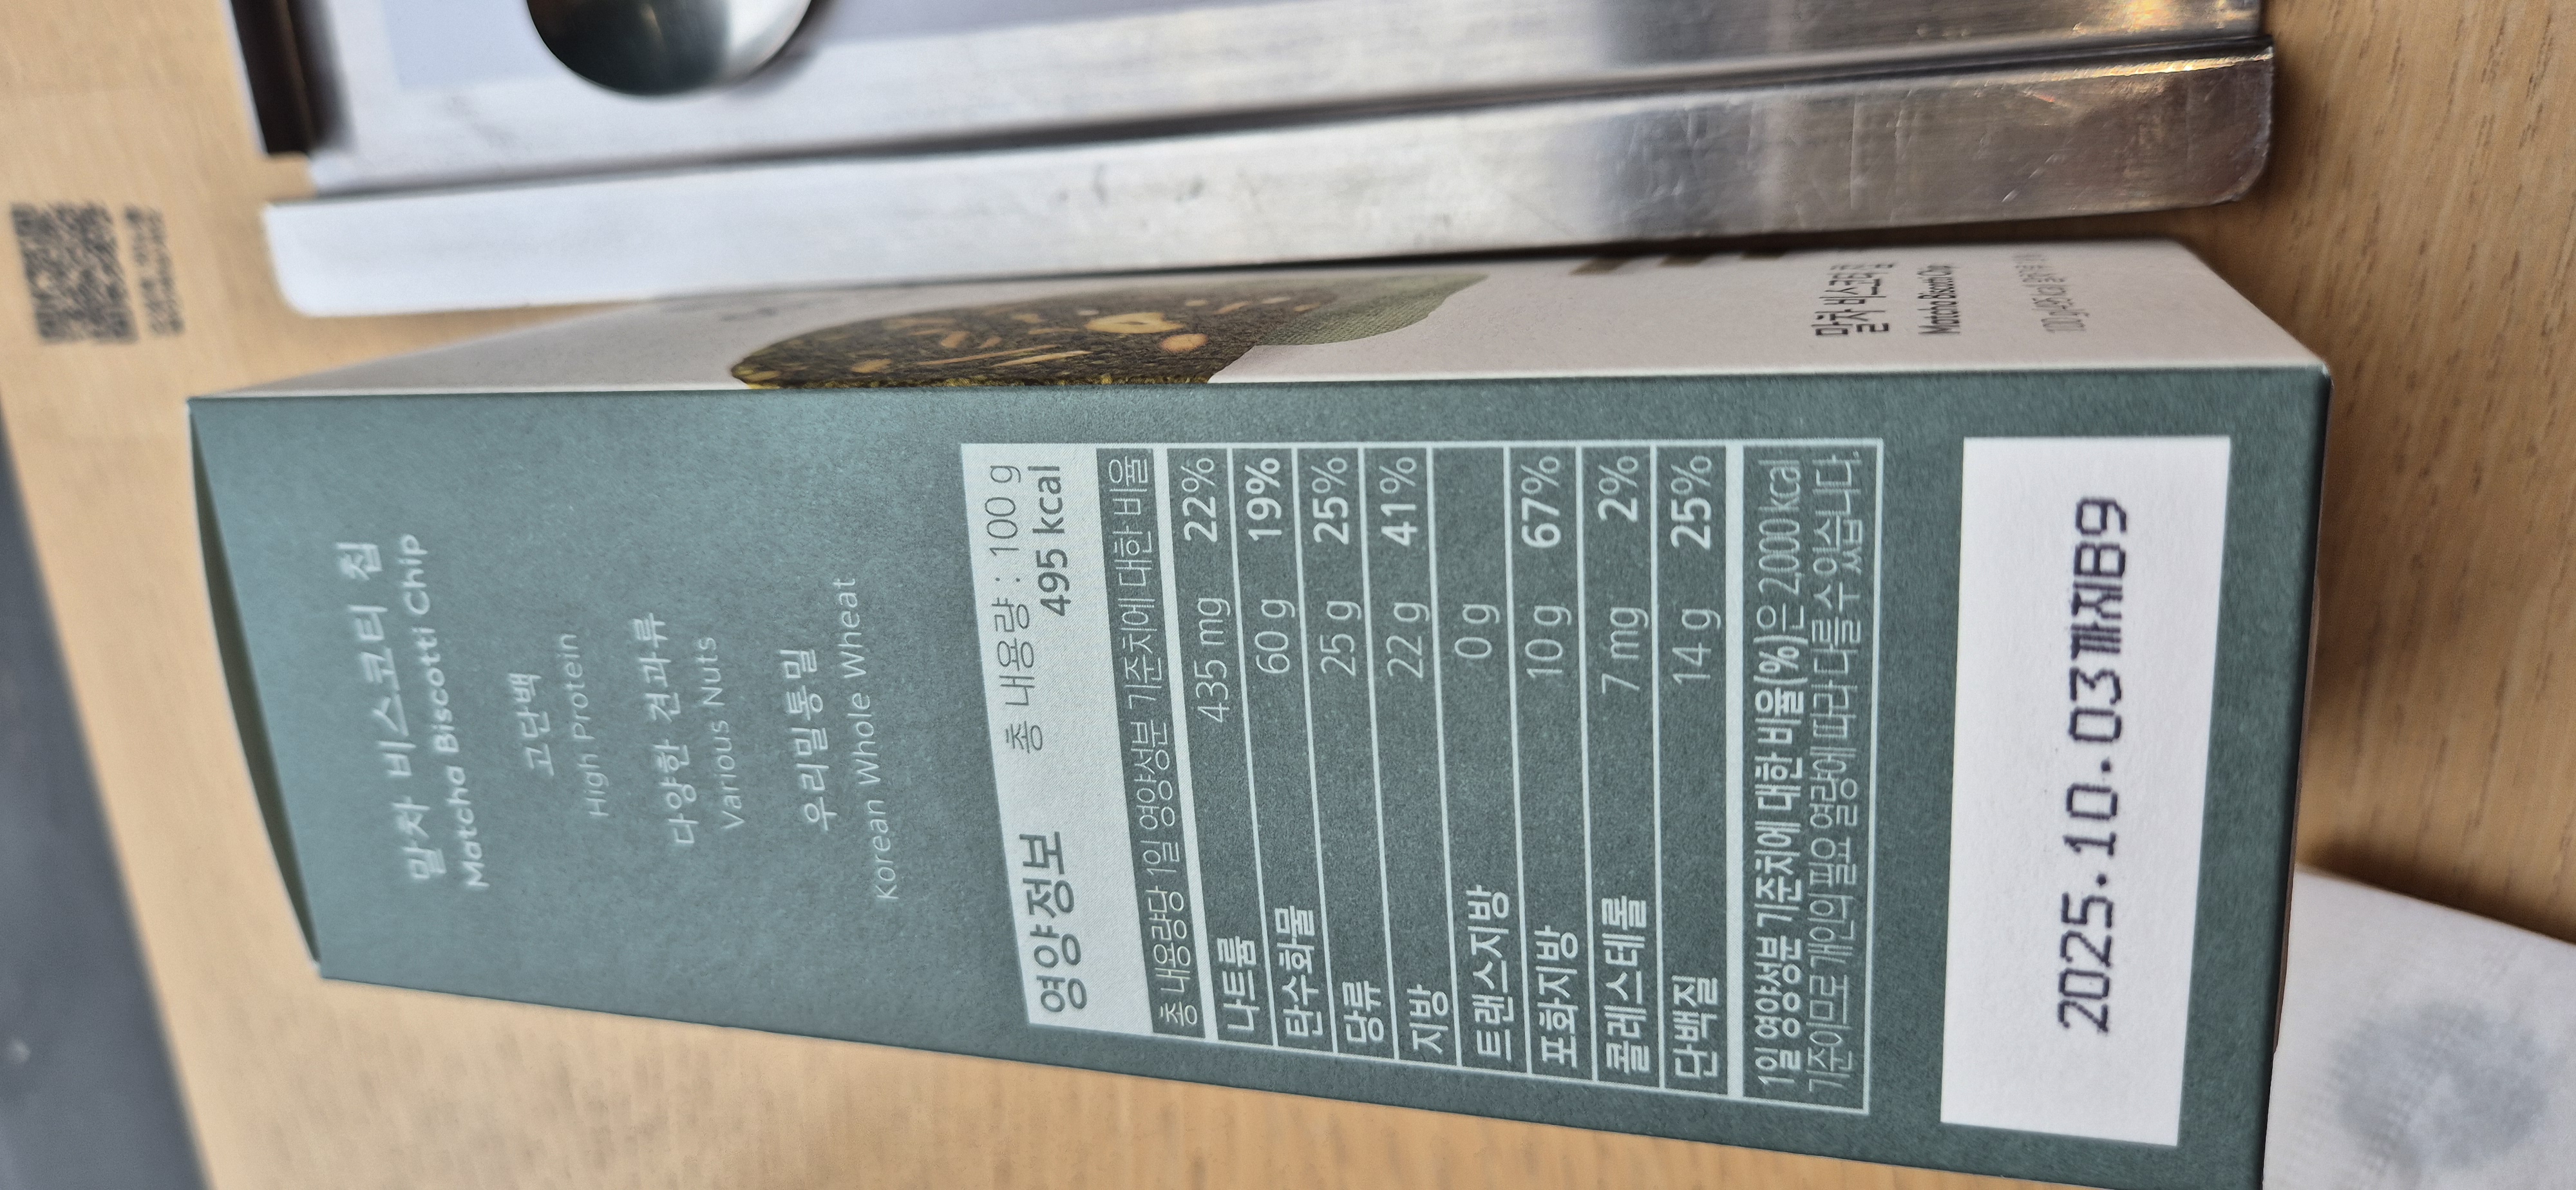 말차 비스코티 칩
Matcha Biscotti Chip
고단백
High Protein
다양한 견과류
Various Nuts
우리밀통밀
Korean Whole Wheat
영양정보 총 내용량 : 100 g
495 kcal
총 내용량당 1일 영양성분 기준치에 대한 비율
나트륨 435 mg 22%
탄수화물 60 g 19%
당류 25 g 25%
지방 22 g 41%
트랜스지방 0 g
포화지방 10 g 67%
콜레스테롤 7 mg 2%
단백질 14 g 25%
1일 영양성분 기준치에 대한 비율(%)은 2,000 kcal
기준이므로 개인의 필요 열량에 따라 다를 수 있습니다.
2025.10.03까지B9
말차 비스코티 칩
Matcha Biscotti Chip